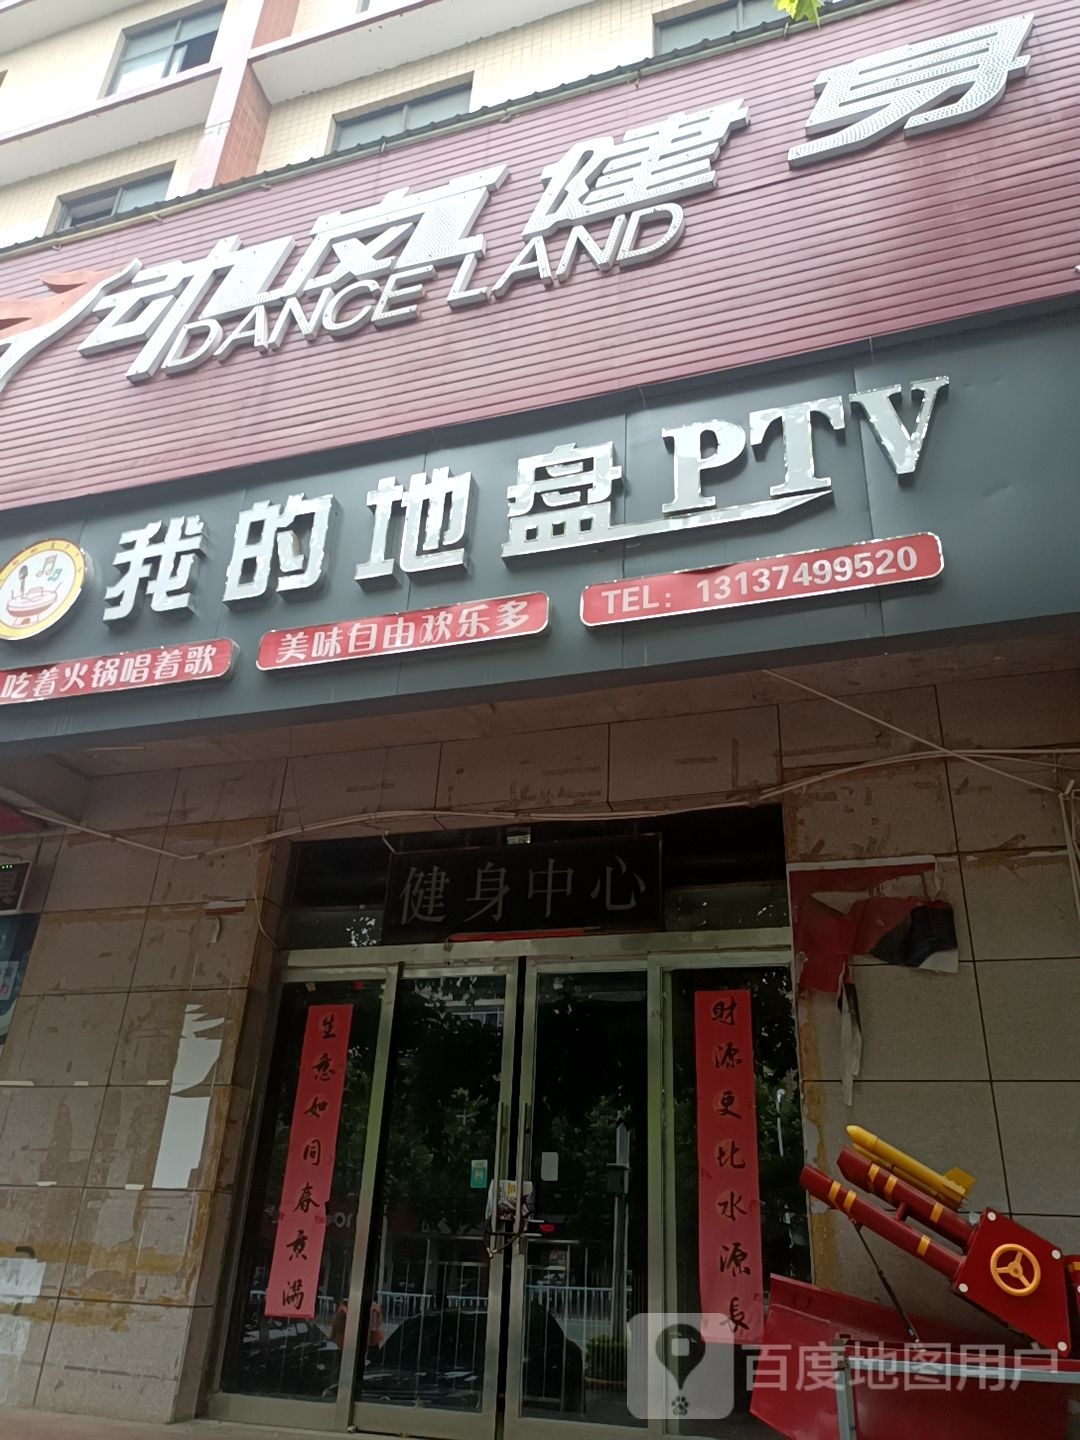 动岚健身
DANCE LAND
我的地盘PTV
吃着火锅唱着歌
美味自由欢乐多
TEL: 13137499520
健身中心
生意如同春意满
财源更比水源长
百度地图用户